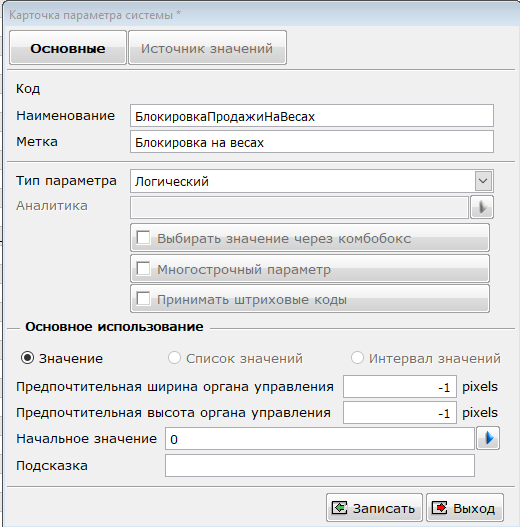 Карточка параметра системы *
Основные Источник значений
Код
Наименование БлокировкаПродажиНаВесах
Метка Блокировка на весах
Тип параметра Логический
Аналитика
Выбирать значение через комбобокс
Многострочный параметр
Принимать штриховые коды
Основное использование
Значение Список значений Интервал значений
Предпочтительная ширина органа управления -1 pixels
Предпочтительная высота органа управления -1 pixels
Начальное значение 0
Подсказка
Записать Выход